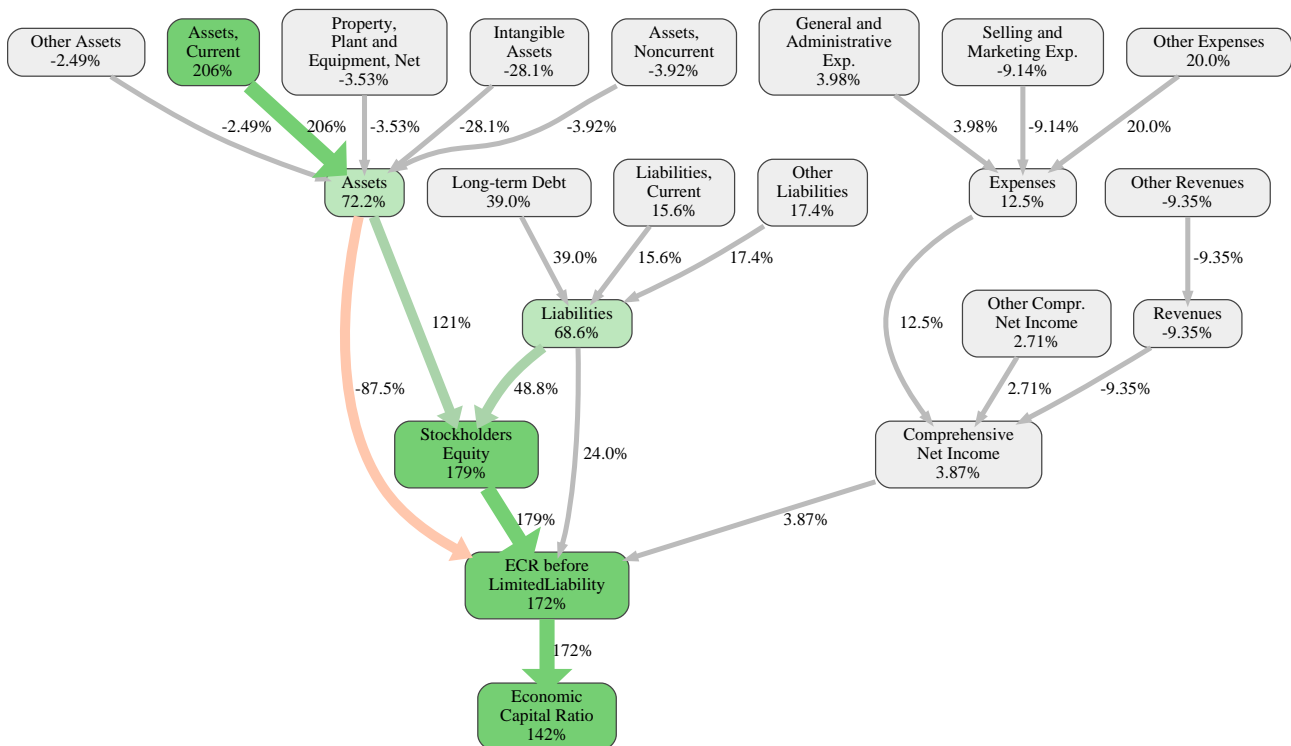 Other Assets
-2.49%
Assets,
Current
206%
Property,
Plant and
Equipment, Net
-3.53%
Intangible
Assets
-28.1%
Assets,
Noncurrent
-3.92%
General and
Administrative
Exp.
3.98%
Selling and
Marketing Exp.
-9.14%
Other Expenses
20.0%
-2.49%
206%
-3.53%
-28.1%
-3.92%
3.98%
-9.14%
20.0%
Assets
72.2%
Long-term Debt
39.0%
Liabilities,
Current
15.6%
Other
Liabilities
17.4%
Expenses
12.5%
Other Revenues
-9.35%
39.0%
15.6%
17.4%
-9.35%
121%
Liabilities
68.6%
12.5%
Other Compr.
Net Income
2.71%
Revenues
-9.35%
-87.5%
48.8%
2.71%
-9.35%
Stockholders
Equity
179%
24.0%
Comprehensive
Net Income
3.87%
179%
3.87%
ECR before
LimitedLiability
172%
172%
Economic
Capital Ratio
142%